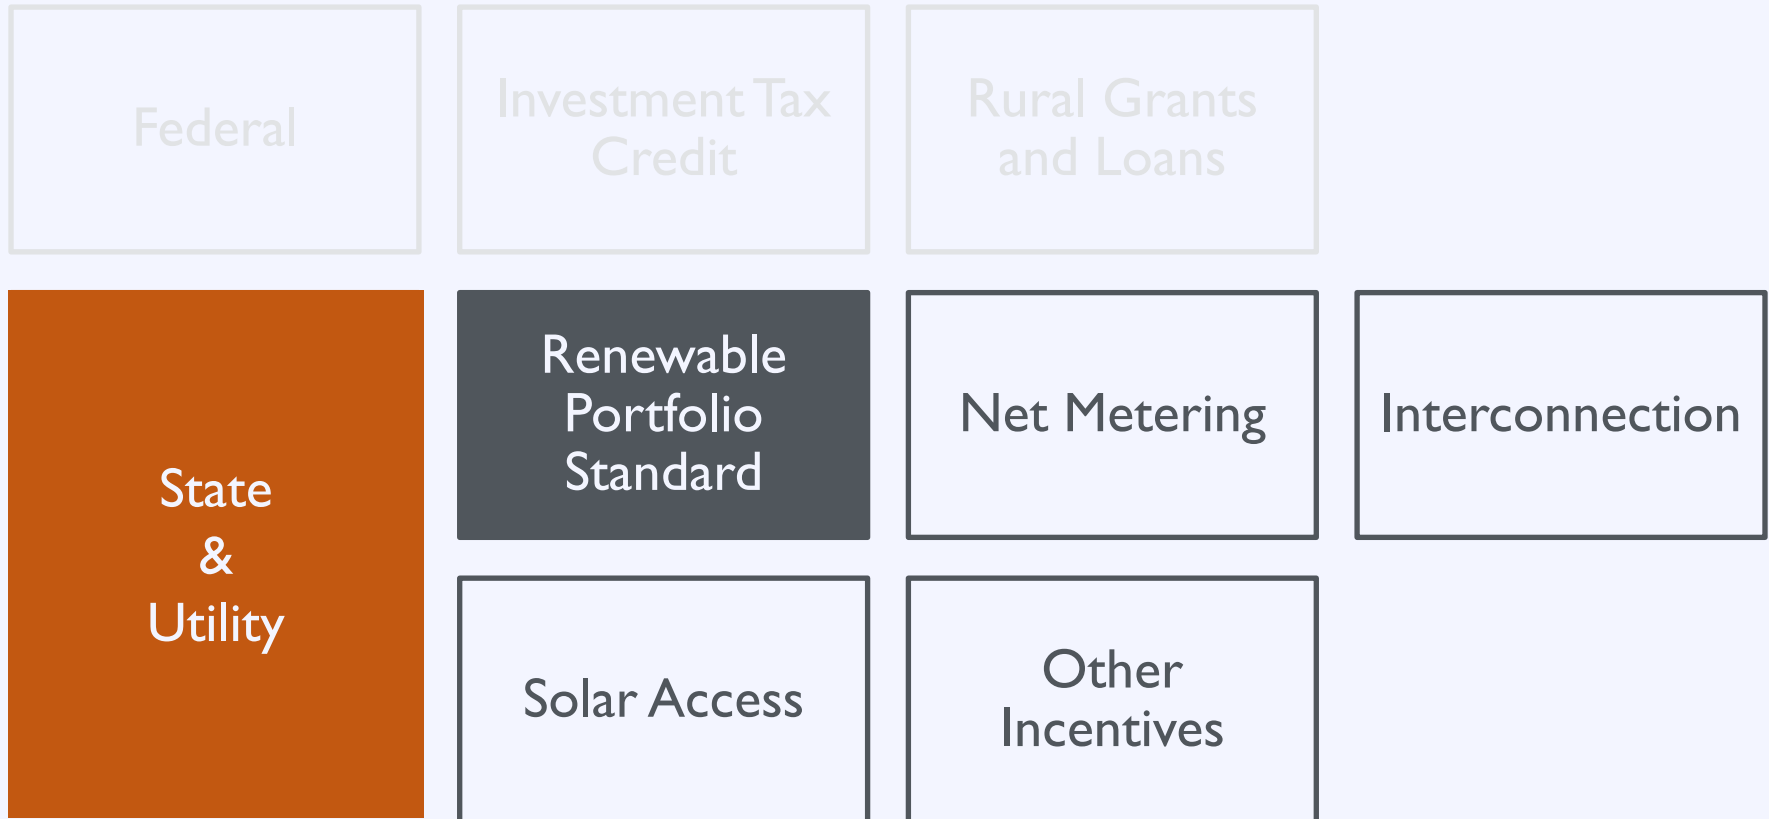 Federal
Investment Tax
Credit
Rural Grants
and Loans
State
&
Utility
Renewable
Portfolio
Standard
Net Metering
Interconnection
Solar Access
Other
Incentives